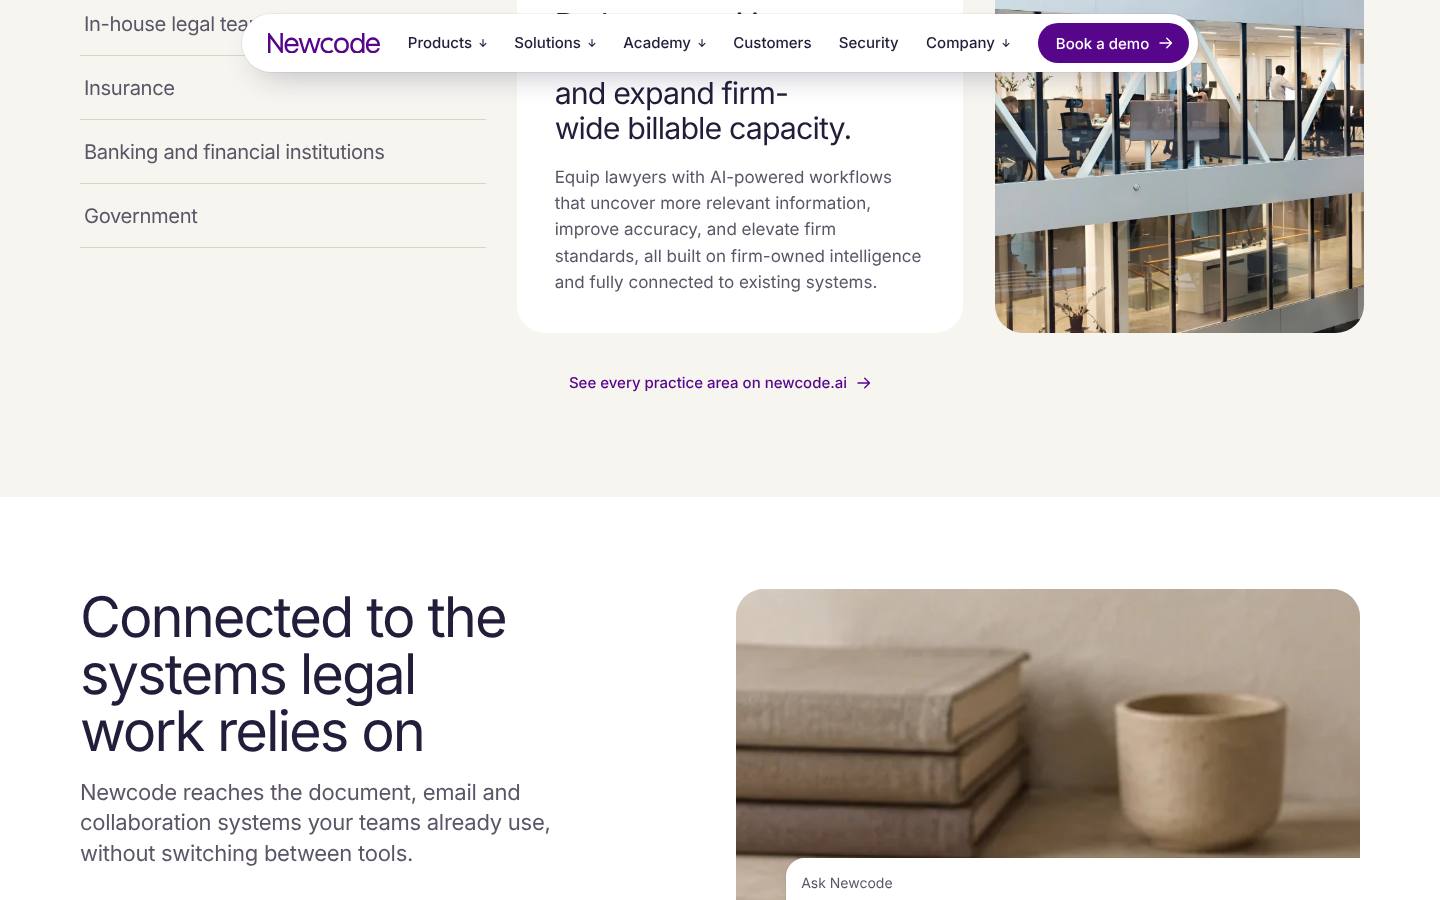 In-house legal
Newcode
Products
Solutions
Academy
Customers
Security
Company
Book a demo
Insurance
Banking and financial institutions
Government
and expand firm-
wide billable capacity.
Equip lawyers with AI-powered workflows
that uncover more relevant information,
improve accuracy, and elevate firm
standards, all built on firm-owned intelligence
and fully connected to existing systems.
See every practice area on newcode.ai
Connected to the
systems legal
work relies on
Newcode reaches the document, email and
collaboration systems your teams already use,
without switching between tools.
Ask Newcode